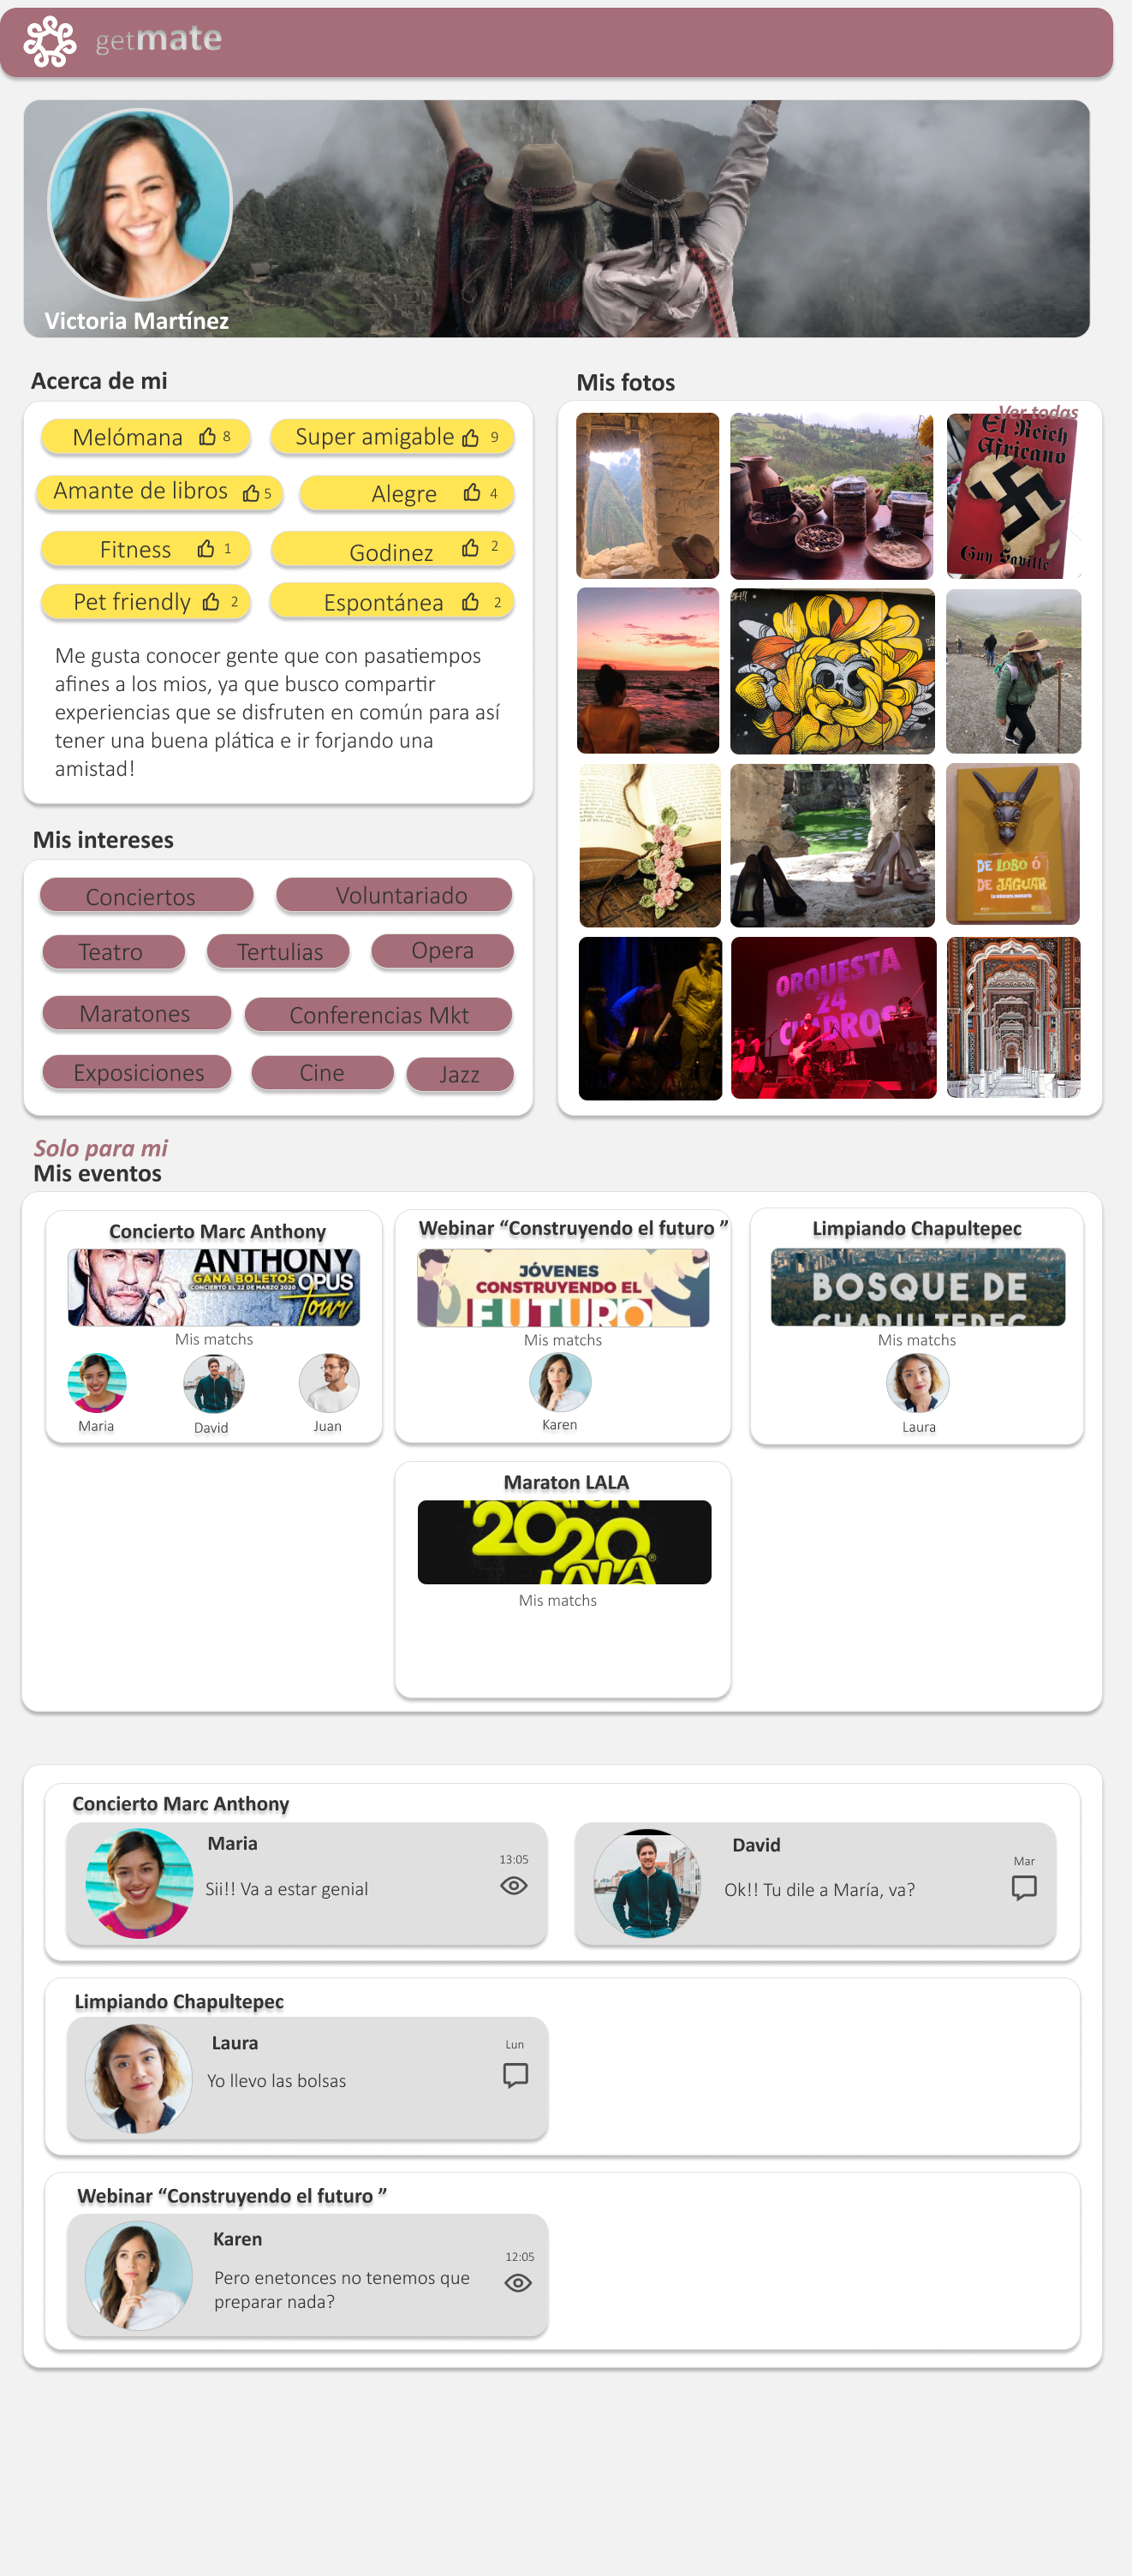 getmate
Victoria Martínez
Acerca de mi
Melómana 8
Super amigable 9
Amante de libros 5
Alegre 4
Fitness 1
Godinez 2
Pet friendly 2
Espontánea 2
Me gusta conocer gente que con pasatiempos
afines a los mios, ya que busco compartir
experiencias que se disfruten en común para así
tener una buena plática e ir forjando una
amistad!
Mis fotos
Ver todas
El Reich
Africano
Guy Saville
DE LOBO Ó
DE JAGUAR
ORQUESTA
24
CUADROS
Mis intereses
Conciertos
Voluntariado
Teatro
Tertulias
Opera
Maratones
Conferencias Mkt
Exposiciones
Cine
Jazz
Solo para mi
Mis eventos
Concierto Marc Anthony
ANTHONY
GANA BOLETOS
CONCIERTO EL 22 DE MARZO 2020
OPUS
Tour
Mis matchs
Maria
David
Juan
Webinar “Construyendo el futuro ”
JÓVENES
CONSTRUYENDO EL
FUTURO
Mis matchs
Karen
Limpiando Chapultepec
BOSQUE DE
CHAPULTEPEC
Mis matchs
Laura
Maraton LALA
MARATÓN
2020
LALA®
Mis matchs
Concierto Marc Anthony
Maria
13:05
Sii!! Va a estar genial
David
Mar
Ok!! Tu dile a María, va?
Limpiando Chapultepec
Laura
Lun
Yo llevo las bolsas
Webinar “Construyendo el futuro ”
Karen
12:05
Pero enetonces no tenemos que
preparar nada?